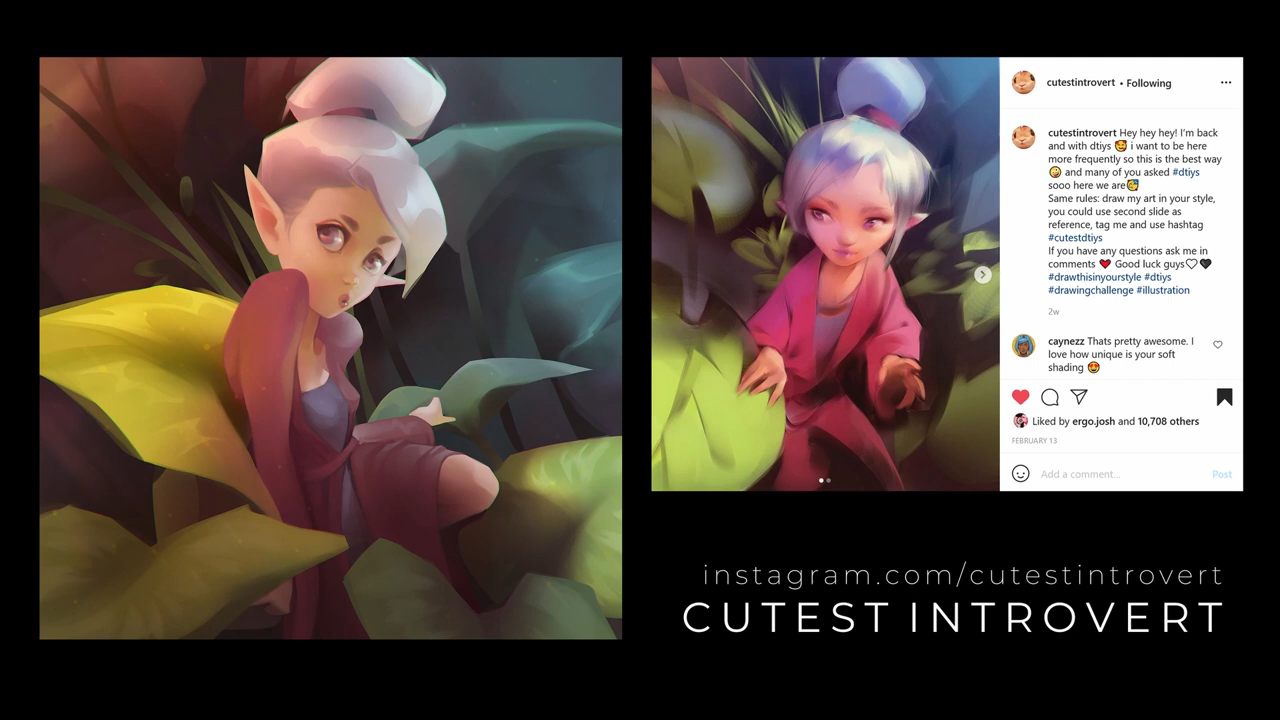 cutestintrovert • Following
cutestintrovert Hey hey hey! I'm back
and with dtiys 🥰 i want to be here
more frequently so this is the best way
😜 and many of you asked #dtiys
sooo here we are🥳
Same rules: draw my art in your style,
you could use second slide as
reference, tag me and use hashtag
#cutestdtiys
If you have any questions ask me in
comments ❤️ Good luck guys🤍🖤
#drawthisinyourstyle #dtiys
#drawingchallenge #illustration
2w
caynezz Thats pretty awesome. I
love how unique is your soft
shading 😍
Liked by ergo.josh and 10,708 others
FEBRUARY 13
Add a comment... Post
instagram.com/cutestintrovert
CUTEST INTROVERT